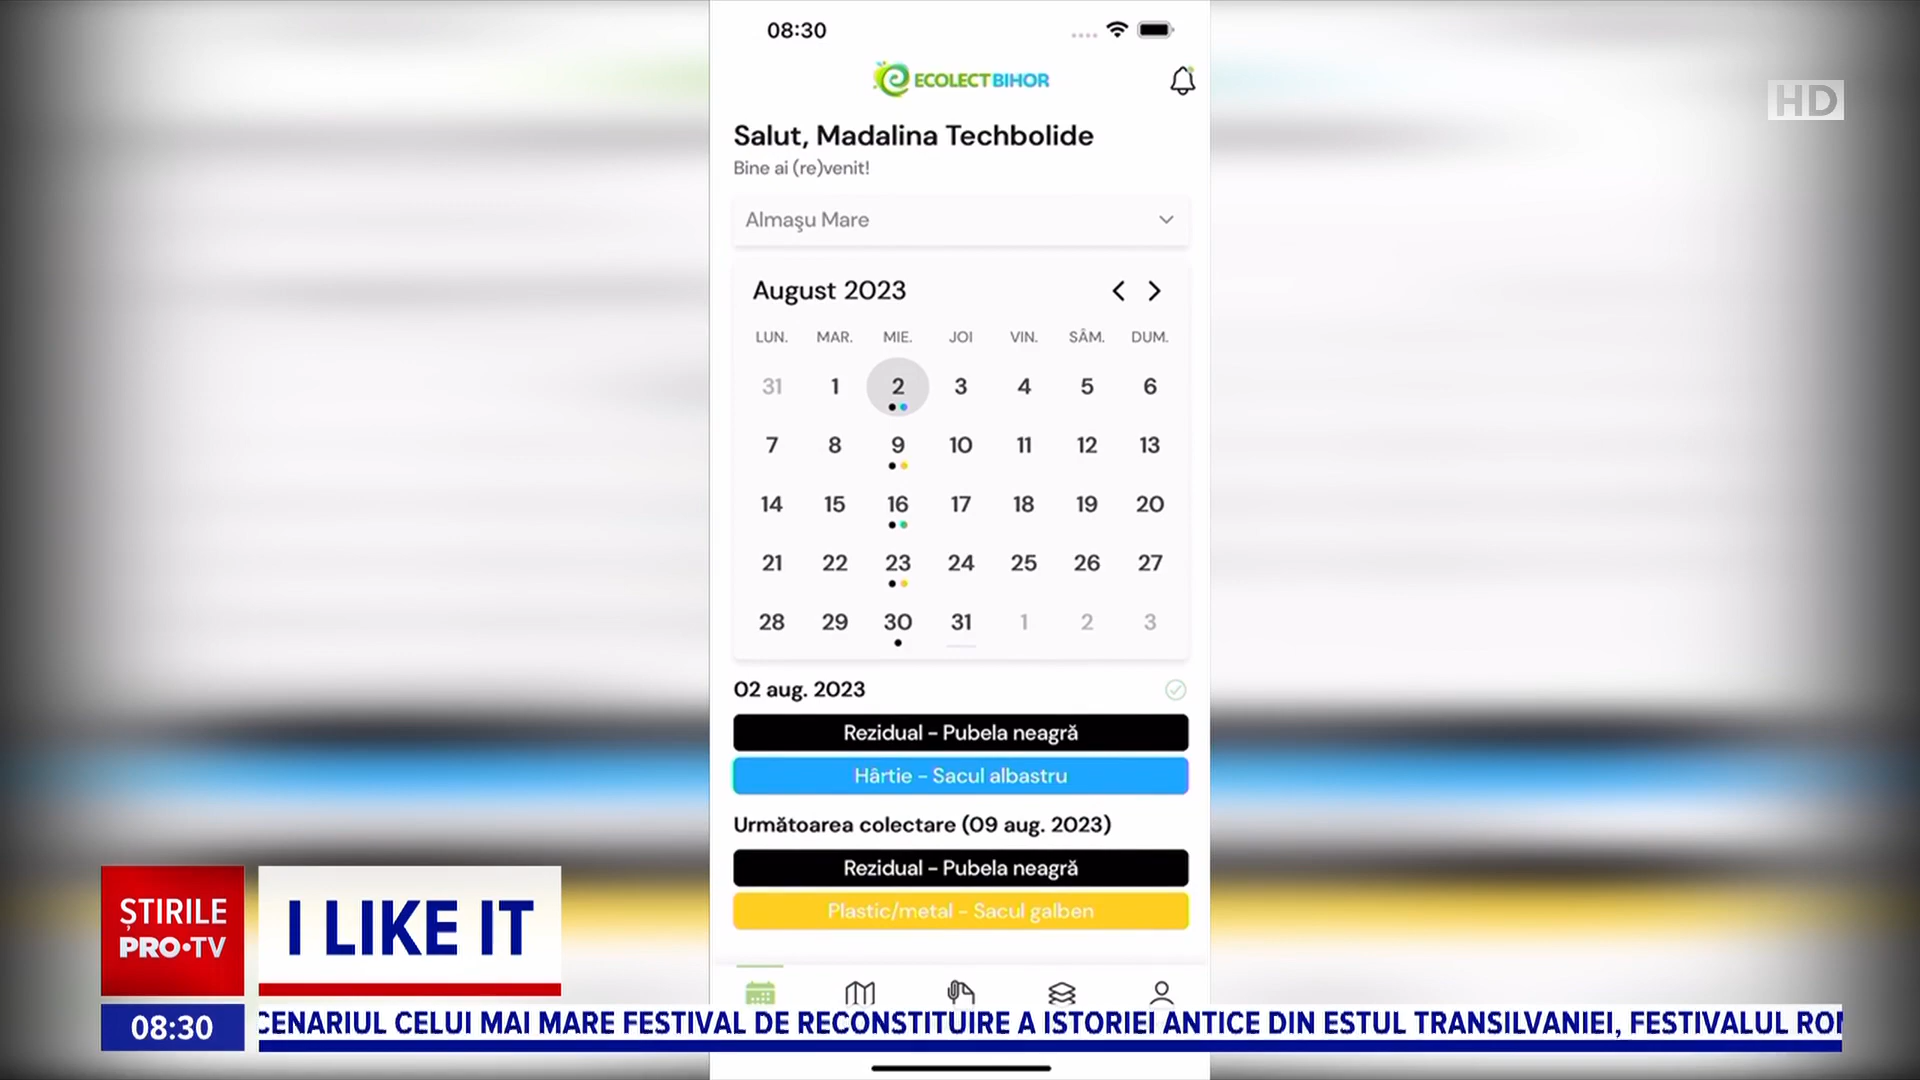 08:30
ECOLECT BIHOR
HD
Salut, Madalina Techbolide
Bine ai (re)venit!
Almaşu Mare
August 2023
LUN. MAR. MIE. JOI VIN. SÂM. DUM.
31 1 2 3 4 5 6
7 8 9 10 11 12 13
14 15 16 17 18 19 20
21 22 23 24 25 26 27
28 29 30 31 1 2 3
02 aug. 2023
Rezidual - Pubela neagră
Hârtie - Sacul albastru
Următoarea colectare (09 aug. 2023)
Rezidual - Pubela neagră
Plastic/metal - Sacul galben
ȘTIRILE
PRO•TV
I LIKE IT
08:30
CENARIUL CELUI MAI MARE FESTIVAL DE RECONSTITUIRE A ISTORIEI ANTICE DIN ESTUL TRANSILVANIEI, FESTIVALUL ROM